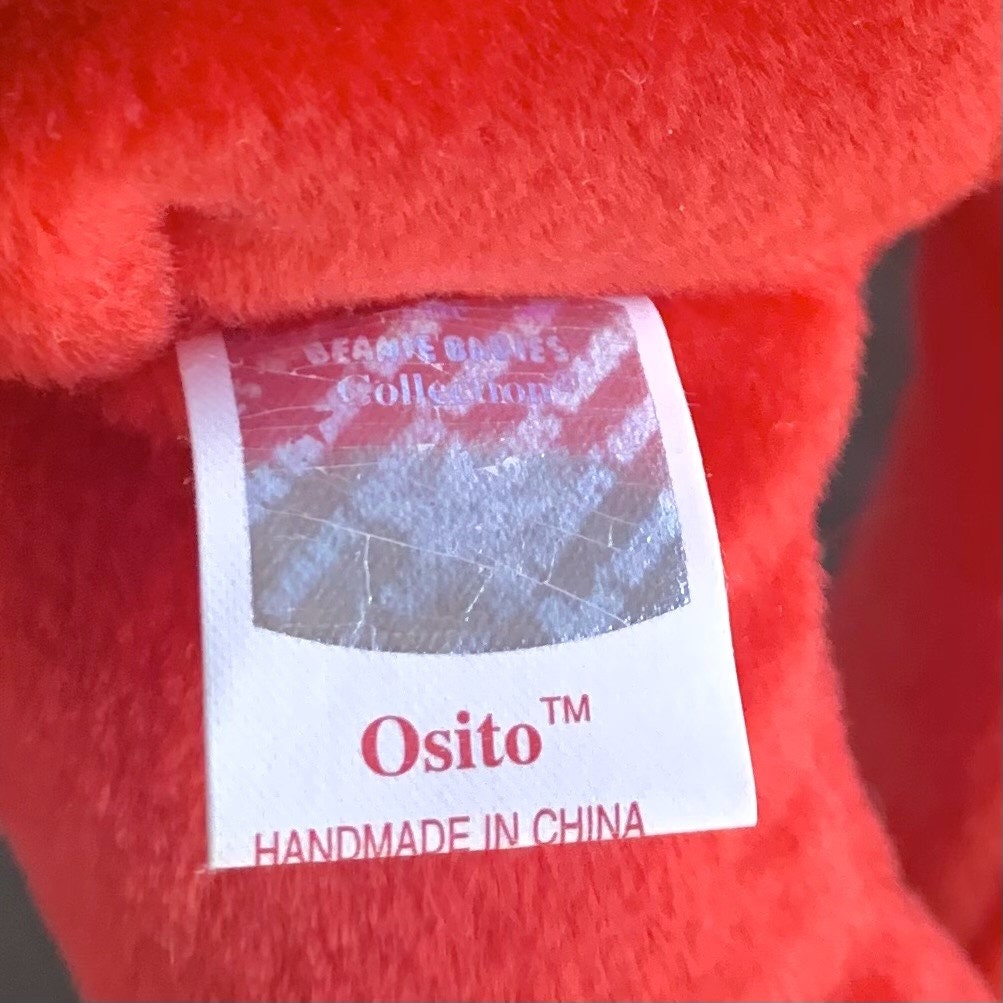 BEANIE BABIES
Collection
Osito™
HANDMADE IN CHINA